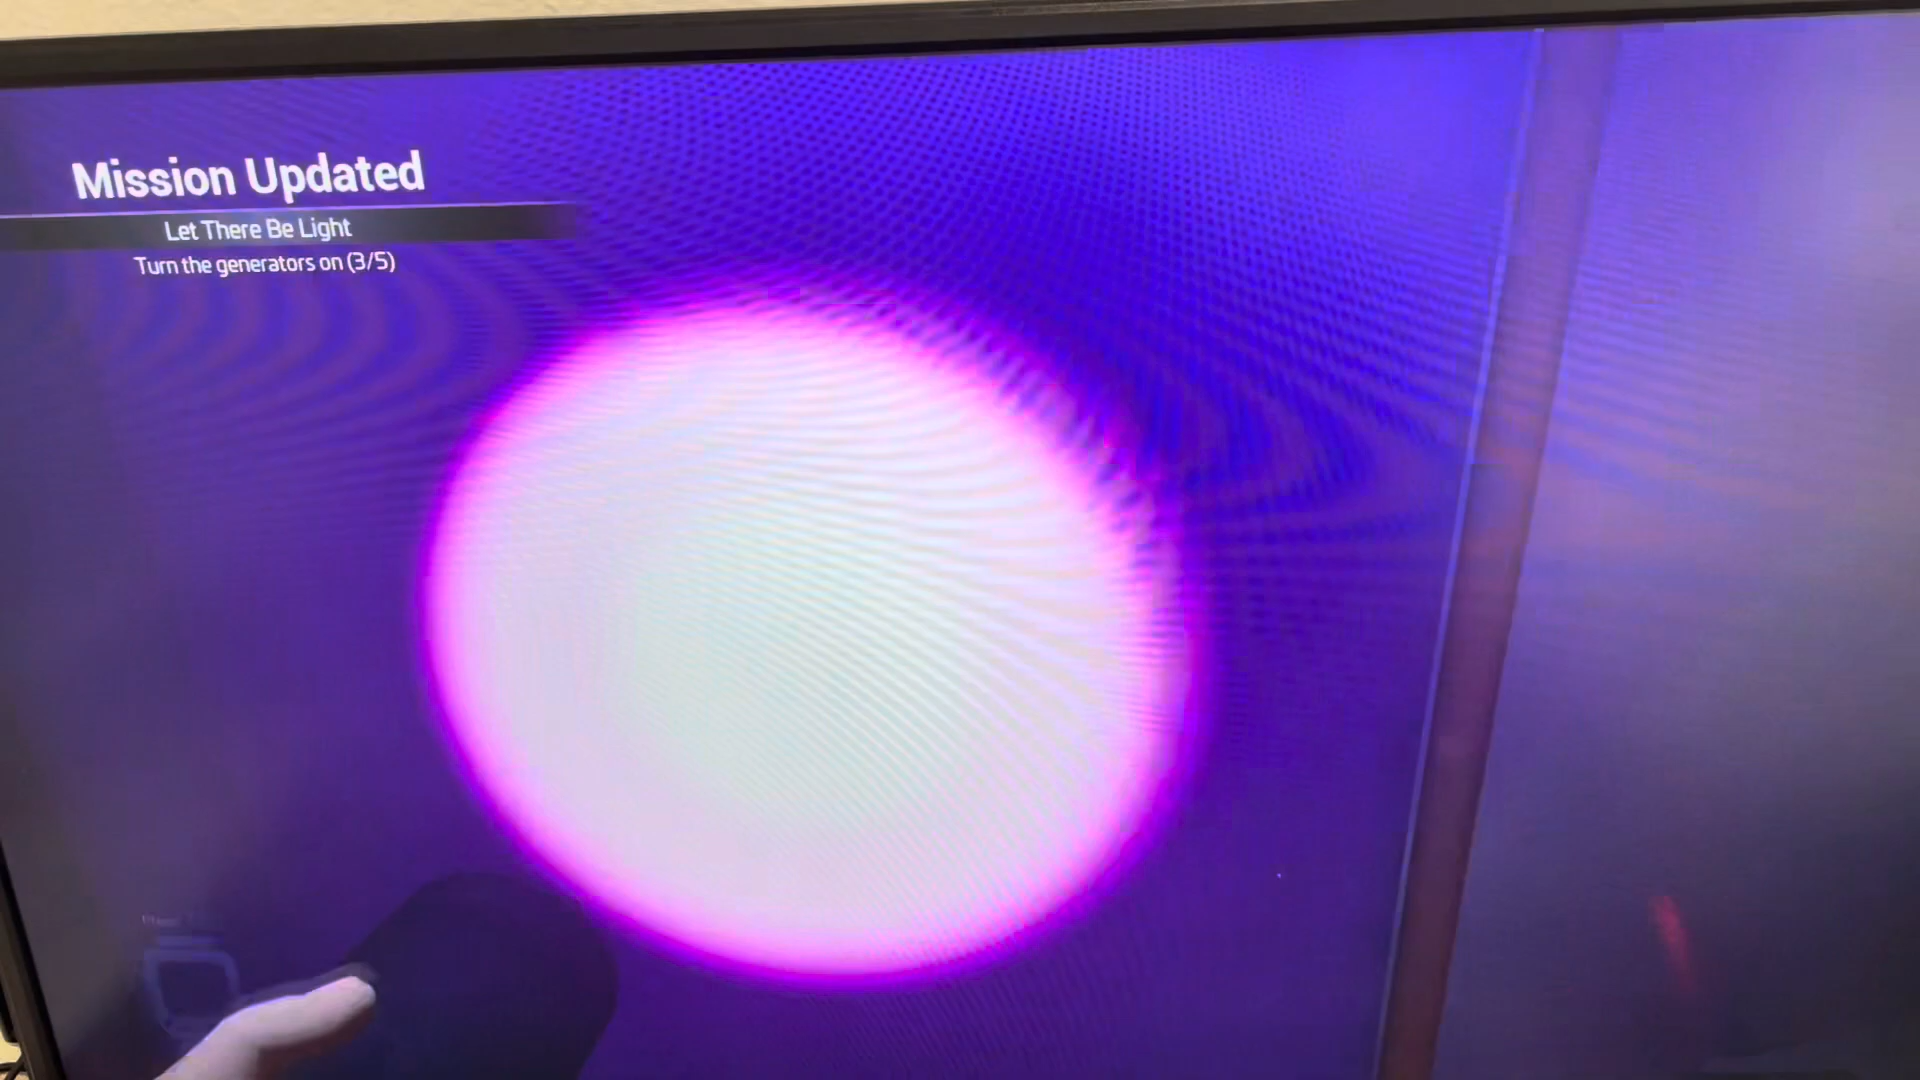 Mission Updated
Let There Be Light
Turn the generators on (3/5)